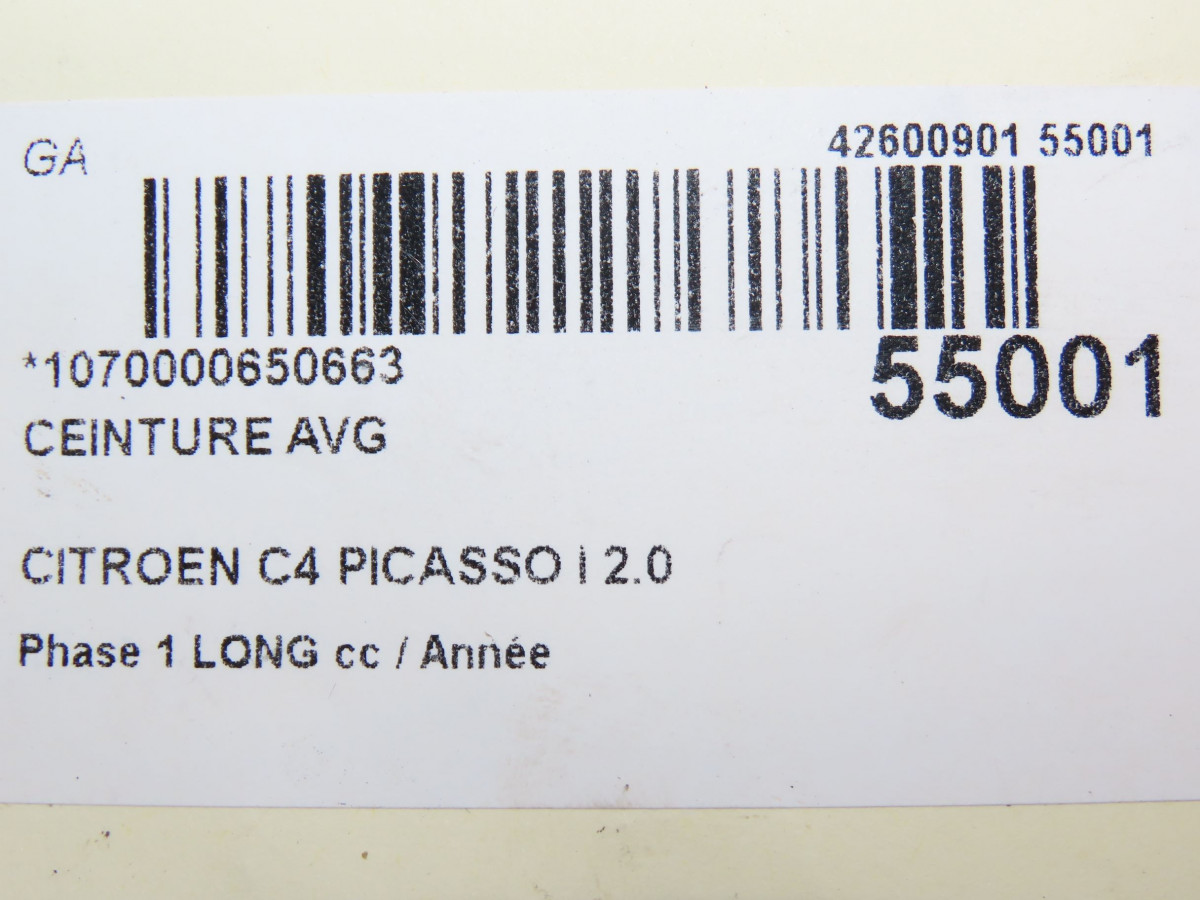 GA
42600901 55001
*1070000650663
55001
CEINTURE AVG
CITROEN C4 PICASSO I 2.0
Phase 1 LONG cc / Année